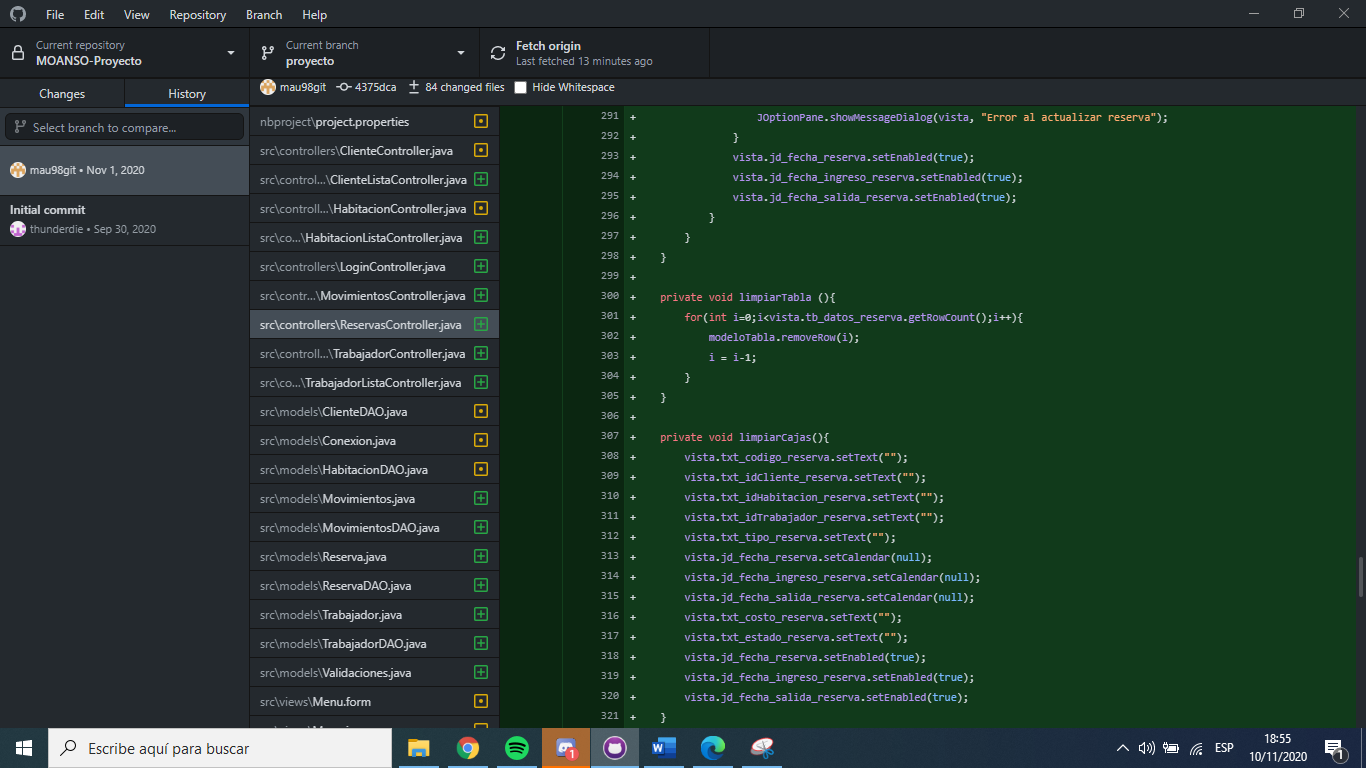 File Edit View Repository Branch Help
Current repository
MOANSO-Proyecto
Current branch
proyecto
Fetch origin
Last fetched 13 minutes ago
Changes
History
Select branch to compare...
mau98git • Nov 1, 2020
Initial commit
thunderdie • Sep 30, 2020
mau98git 4375dca 84 changed files Hide Whitespace
nbproject\project.properties
src\controllers\ClienteController.java
src\control...\ClienteListaController.java
src\controll...\HabitacionController.java
src\co...\HabitacionListaController.java
src\controllers\LoginController.java
src\contr...\MovimientosController.java
src\controllers\ReservasController.java
src\controll...\TrabajadorController.java
src\co...\TrabajadorListaController.java
src\models\ClienteDAO.java
src\models\Conexion.java
src\models\HabitacionDAO.java
src\models\Movimientos.java
src\models\MovimientosDAO.java
src\models\Reserva.java
src\models\ReservaDAO.java
src\models\Trabajador.java
src\models\TrabajadorDAO.java
src\models\Validaciones.java
src\views\Menu.form
291 + JOptionPane.showMessageDialog(vista, "Error al actualizar reserva");
292 + }
293 + vista.jd_fecha_reserva.setEnabled(true);
294 + vista.jd_fecha_ingreso_reserva.setEnabled(true);
295 + vista.jd_fecha_salida_reserva.setEnabled(true);
296 + }
297 + }
298 + }
299 +
300 + private void limpiarTabla (){
301 + for(int i=0;i<vista.tb_datos_reserva.getRowCount();i++){
302 + modeloTabla.removeRow(i);
303 + i = i-1;
304 + }
305 + }
306 +
307 + private void limpiarCajas(){
308 + vista.txt_codigo_reserva.setText("");
309 + vista.txt_idCliente_reserva.setText("");
310 + vista.txt_idHabitacion_reserva.setText("");
311 + vista.txt_idTrabajador_reserva.setText("");
312 + vista.txt_tipo_reserva.setText("");
313 + vista.jd_fecha_reserva.setCalendar(null);
314 + vista.jd_fecha_ingreso_reserva.setCalendar(null);
315 + vista.jd_fecha_salida_reserva.setCalendar(null);
316 + vista.txt_costo_reserva.setText("");
317 + vista.txt_estado_reserva.setText("");
318 + vista.jd_fecha_reserva.setEnabled(true);
319 + vista.jd_fecha_ingreso_reserva.setEnabled(true);
320 + vista.jd_fecha_salida_reserva.setEnabled(true);
321 + }
Escribe aquí para buscar
1
W
ESP
18:55
10/11/2020
1